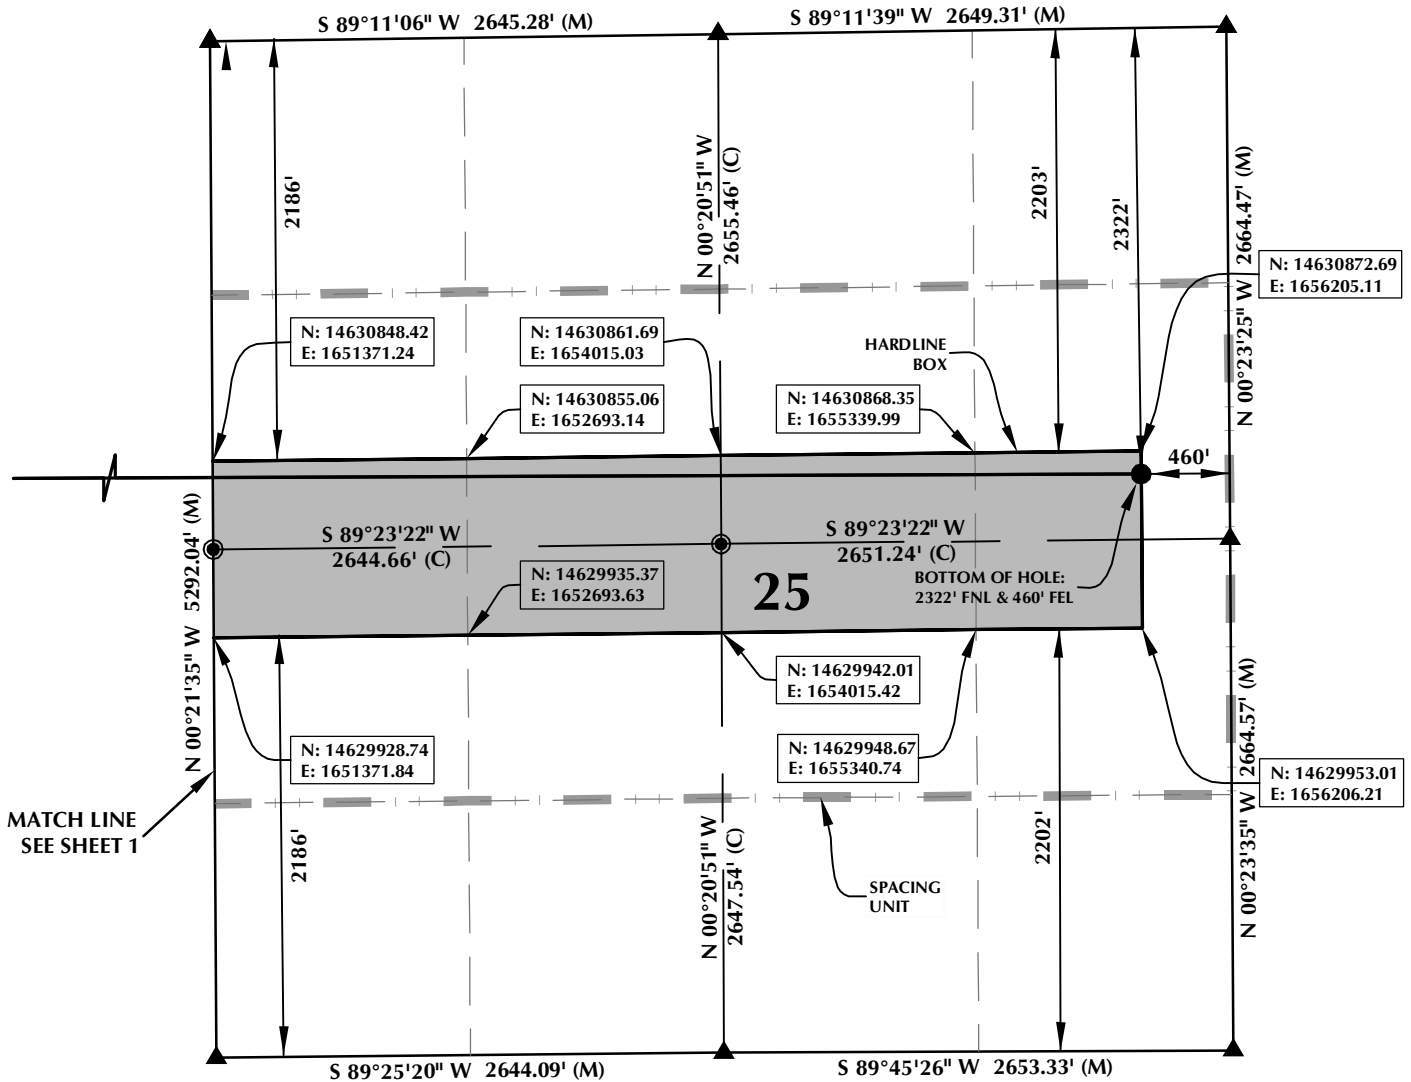 S 89°11'06" W 2645.28' (M)
S 89°11'39" W 2649.31' (M)
2186'
N 00°20'51" W
2655.46' (C)
2203'
2322'
N 00°23'25" W 2664.47' (M)
N: 14630872.69
E: 1656205.11
N: 14630848.42
E: 1651371.24
N: 14630861.69
E: 1654015.03
HARDLINE
BOX
N: 14630855.06
E: 1652693.14
N: 14630868.35
E: 1655339.99
460'
N 00°21'35" W 5292.04' (M)
S 89°23'22" W
2644.66' (C)
S 89°23'22" W
2651.24' (C)
N: 14629935.37
E: 1652693.63
25
BOTTOM OF HOLE:
2322' FNL & 460' FEL
N: 14629942.01
E: 1654015.42
N: 14629928.74
E: 1651371.84
N: 14629948.67
E: 1655340.74
N: 14629953.01
E: 1656206.21
N 00°23'35" W 2664.57' (M)
MATCH LINE
SEE SHEET 1
2186'
N 00°20'51" W
2647.54' (C)
2202'
SPACING
UNIT
S 89°25'20" W 2644.09' (M)
S 89°45'26" W 2653.33' (M)